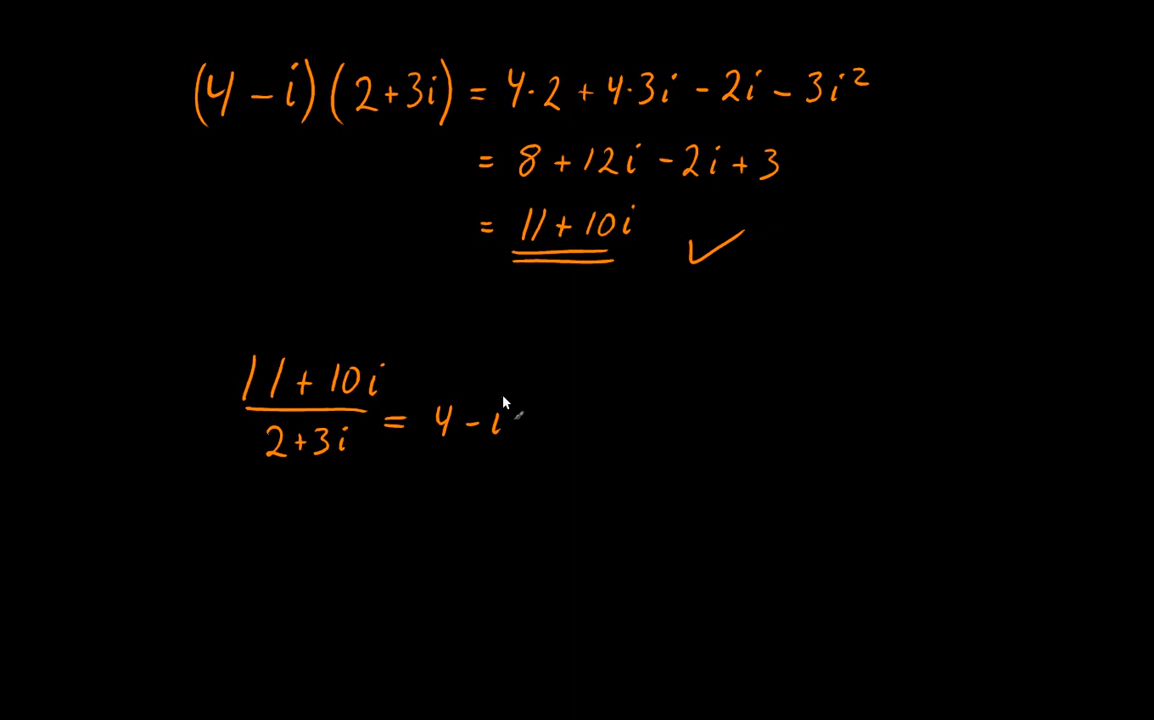 (4 - i)(2+3i) = 4·2 + 4·3i - 2i - 3i²
= 8 + 12i - 2i + 3
= 11 + 10i ✓
11 + 10i
2+3i
= 4 - i